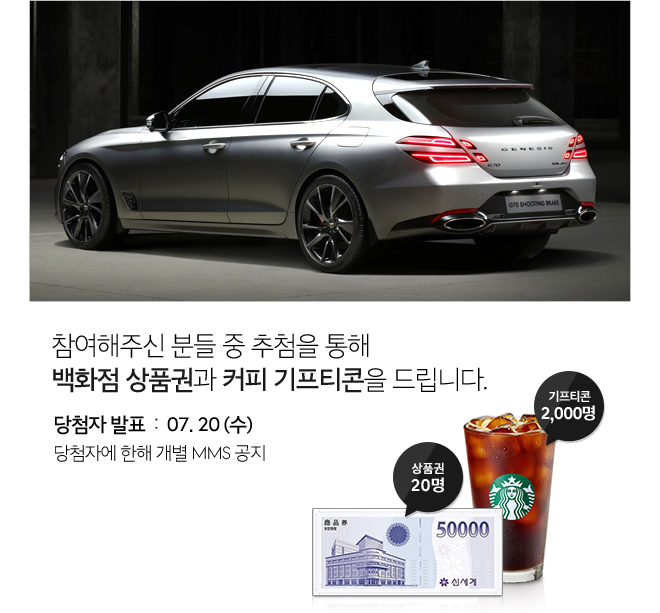 GENESIS
G70
G70 SHOOTING BRAKE
참여해주신 분들 중 추첨을 통해
백화점 상품권과 커피 기프티콘을 드립니다.
당첨자 발표 : 07. 20 (수)
당첨자에 한해 개별 MMS 공지
기프티콘
2,000명
상품권
20명
商品券
50000
신세계